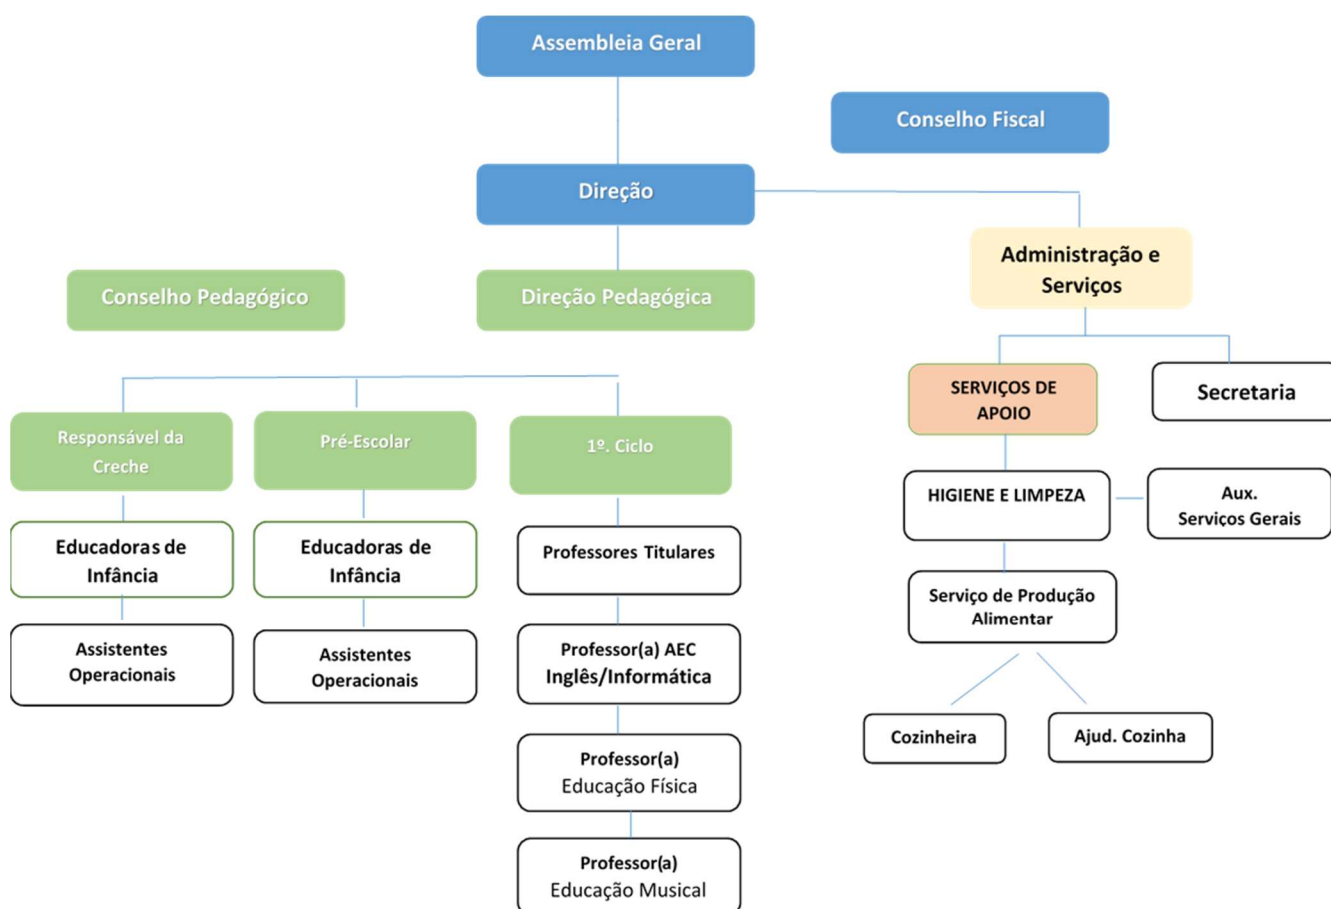 Assembleia Geral
Conselho Fiscal
Direção
Administração e
Serviços
Conselho Pedagógico
Direção Pedagógica
SERVIÇOS DE
APOIO
Secretaria
Responsável da
Creche
Pré-Escolar
1º. Ciclo
HIGIENE E LIMPEZA
Aux.
Serviços Gerais
Educadoras de
Infância
Educadoras de
Infância
Professores Titulares
Serviço de Produção
Alimentar
Assistentes
Operacionais
Assistentes
Operacionais
Professor(a) AEC
Inglês/Informática
Cozinheira
Ajud. Cozinha
Professor(a)
Educação Física
Professor(a)
Educação Musical